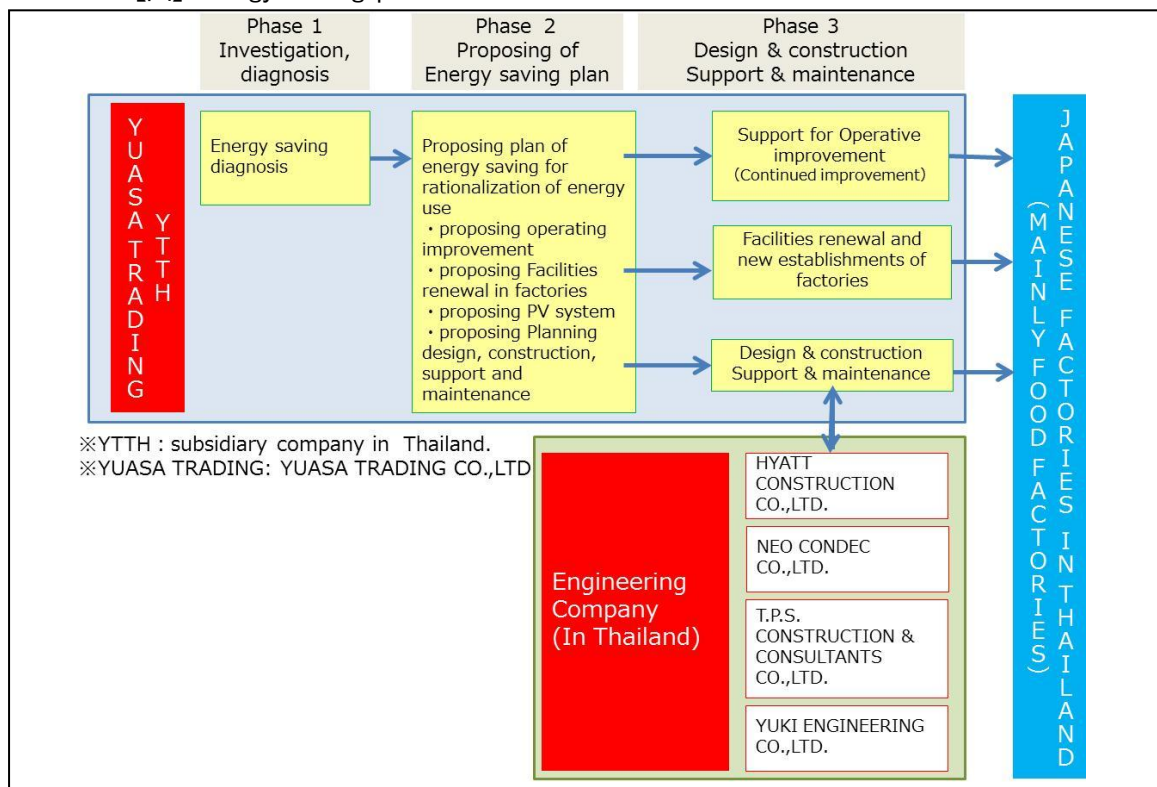 Phase 1
Investigation,
diagnosis
Phase 2
Proposing of
Energy saving plan
Phase 3
Design & construction
Support & maintenance
YUASA TRADING
YTTH
Energy saving
diagnosis
Proposing plan of
energy saving for
rationalization of energy
use
・proposing operating
improvement
・proposing Facilities
renewal in factories
・proposing PV system
・proposing Planning
design, construction,
support and
maintenance
Support for Operative
improvement
(Continued improvement)
Facilities renewal and
new establishments of
factories
Design & construction
Support & maintenance
JAPANESE FACTORIES IN THAILAND
(MAINLY FOOD FACTORIES)
※YTTH : subsidiary company in Thailand.
※YUASA TRADING: YUASA TRADING CO.,LTD
Engineering
Company
(In Thailand)
HYATT
CONSTRUCTION
CO.,LTD.
NEO CONDEC
CO.,LTD.
T.P.S.
CONSTRUCTION &
CONSULTANTS
CO.,LTD.
YUKI ENGINEERING
CO.,LTD.